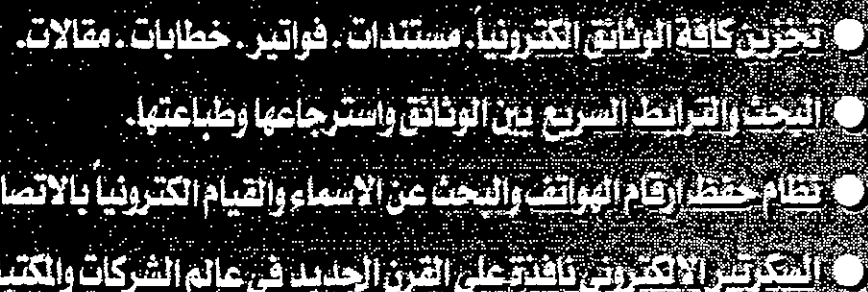 ● تخزين كافة الوثائق الكترونياً. مستندات. فواتير. خطابات. مقالات.
● البحث والترابط السريع بين الوثائق واسترجاعها وطباعتها.
● نظام حفظ ارقام الهواتف والبحث عن الاسماء والقيام الكترونياً بالاتصا
● السكرتير الالكتروني نافذة على القرن الجديد في عالم الشركات والمكتب